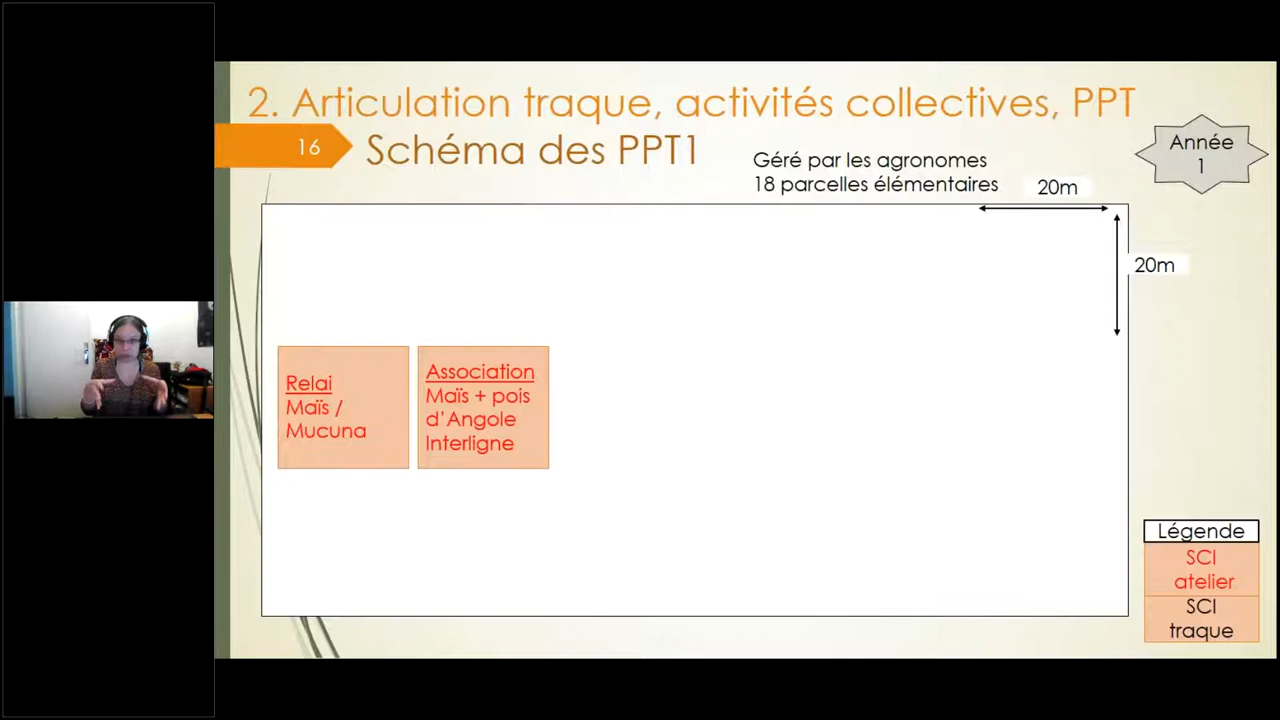 2. Articulation traque, activités collectives, PPT
16
Schéma des PPT1
Géré par les agronomes
18 parcelles élémentaires
20m
Année
1
20m
Relai
Maïs /
Mucuna
Association
Maïs + pois
d'Angole
Interligne
Légende
SCI
atelier
SCI
traque